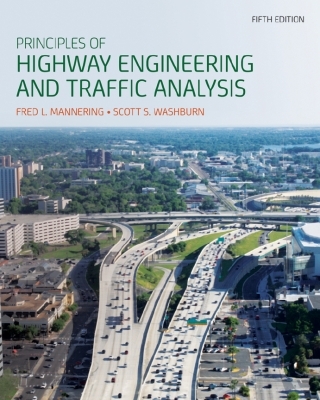 FIFTH EDITION
PRINCIPLES OF
HIGHWAY ENGINEERING
AND TRAFFIC ANALYSIS
FRED L. MANNERING • SCOTT S. WASHBURN